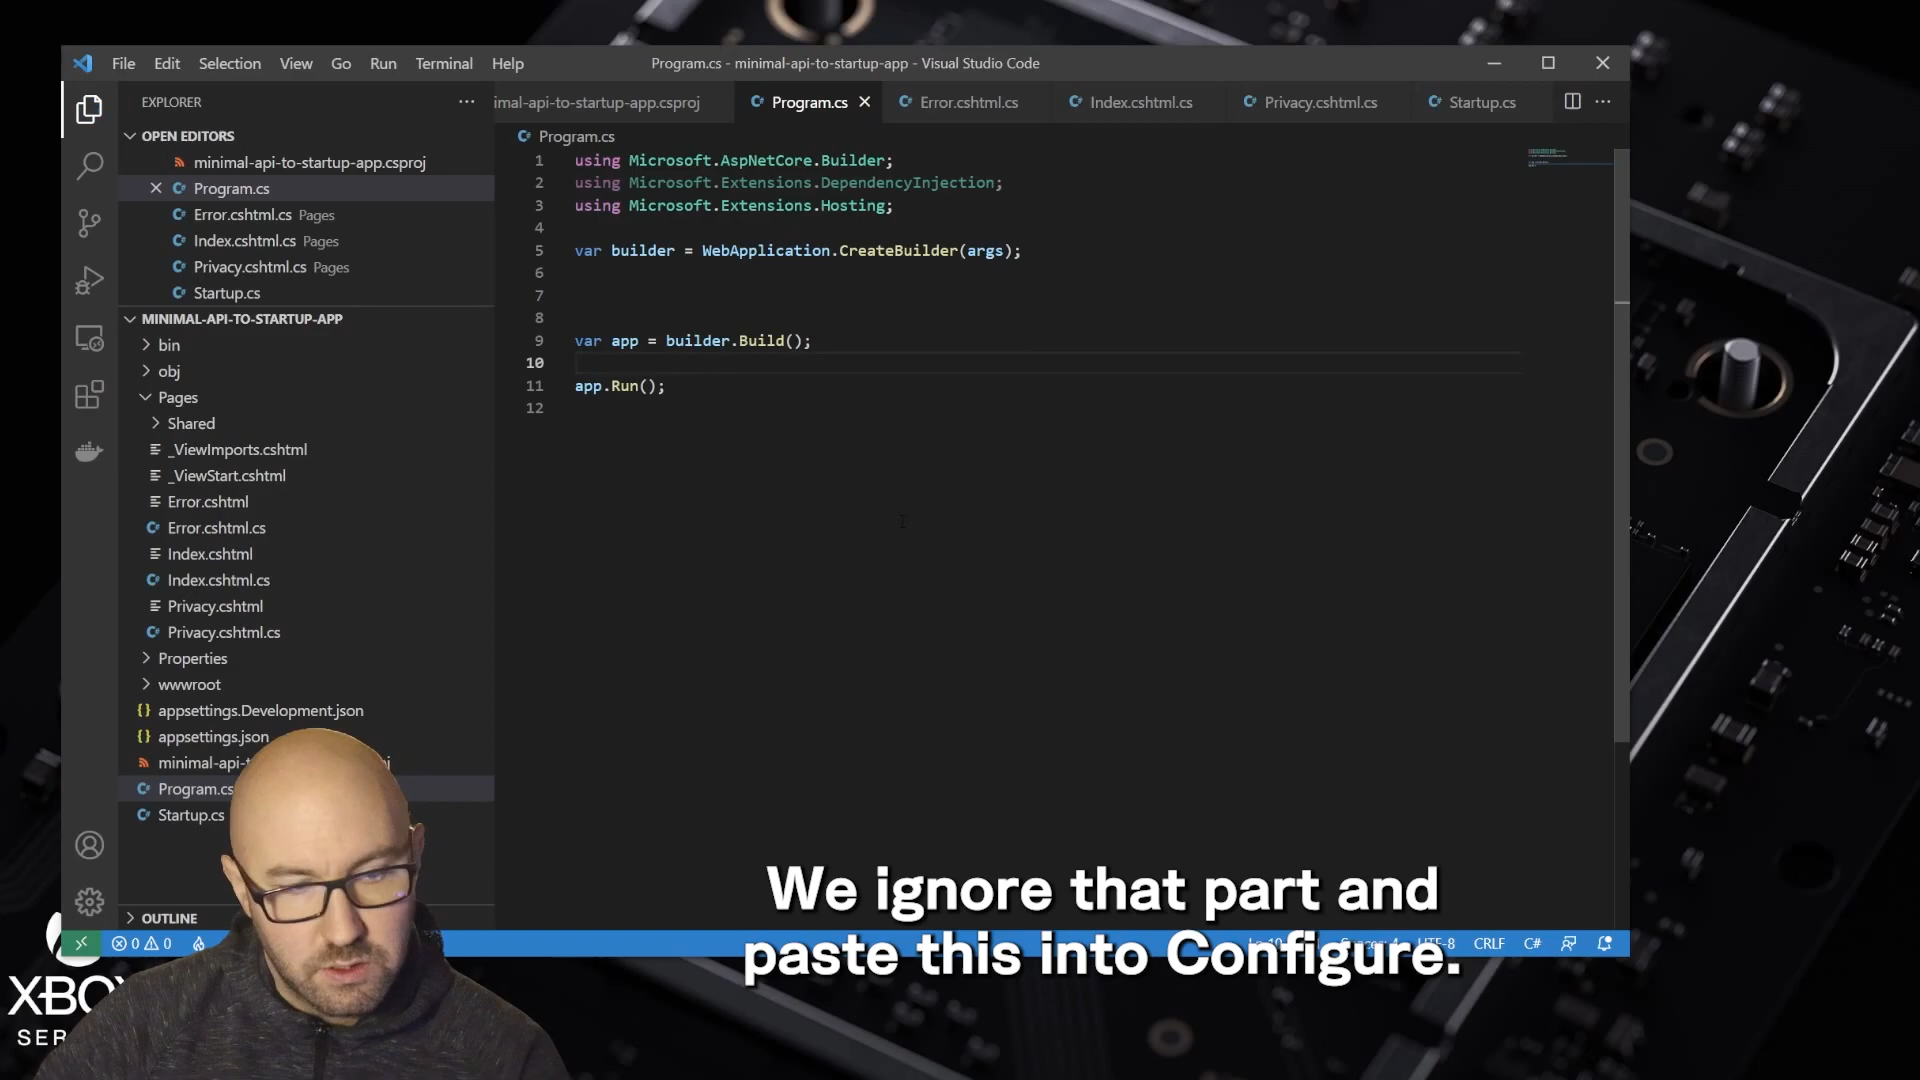 File Edit Selection View Go Run Terminal Help
Program.cs - minimal-api-to-startup-app - Visual Studio Code
EXPLORER
OPEN EDITORS
minimal-api-to-startup-app.csproj
Program.cs
Error.cshtml.cs Pages
Index.cshtml.cs Pages
Privacy.cshtml.cs Pages
Startup.cs
MINIMAL-API-TO-STARTUP-APP
bin
obj
Pages
Shared
_ViewImports.cshtml
_ViewStart.cshtml
Error.cshtml
Error.cshtml.cs
Index.cshtml
Index.cshtml.cs
Privacy.cshtml
Privacy.cshtml.cs
Properties
wwwroot
appsettings.Development.json
appsettings.json
minimal-api-
Program.cs
Startup.cs
OUTLINE
imal-api-to-startup-app.csproj Program.cs Error.cshtml.cs Index.cshtml.cs Privacy.cshtml.cs Startup.cs
Program.cs
1 using Microsoft.AspNetCore.Builder;
2 using Microsoft.Extensions.DependencyInjection;
3 using Microsoft.Extensions.Hosting;
4
5 var builder = WebApplication.CreateBuilder(args);
6
7
8
9 var app = builder.Build();
10
11 app.Run();
12
We ignore that part and
paste this into Configure.
0 0 UTF-8 CRLF C#
XBOX
SER